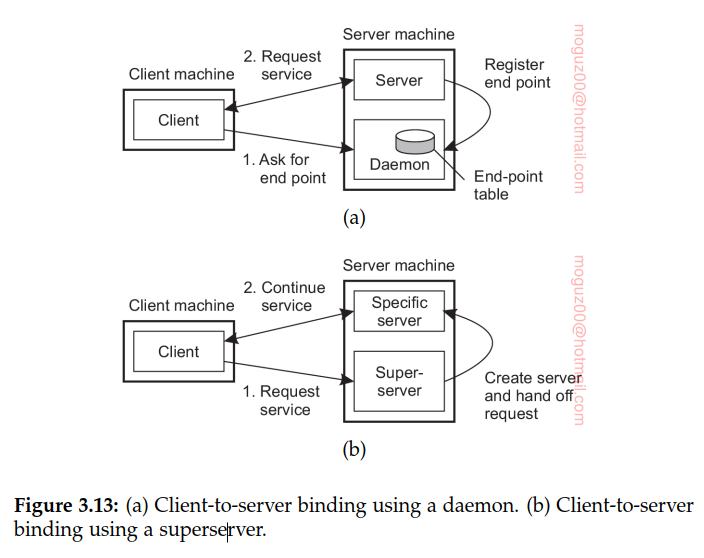 Server machine
2. Request
service
Client machine
Server
Register
end point
Client
1. Ask for
end point
Daemon
End-point
table
(a)
moguz00@hotmail.com
Server machine
2. Continue
service
Client machine
Specific
server
Client
1. Request
service
Super-
server
Create server
and hand off
request
(b)
moguz00@hotmail.com
Figure 3.13: (a) Client-to-server binding using a daemon. (b) Client-to-server
binding using a superserver.